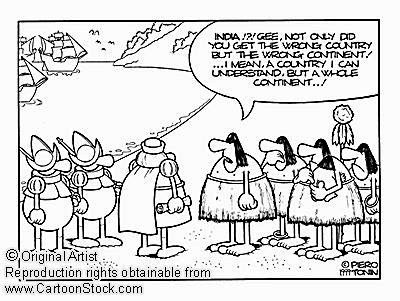 INDIA!?! GEE, NOT ONLY DID
YOU GET THE WRONG COUNTRY
BUT THE WRONG CONTINENT!
...I MEAN, A COUNTRY I CAN
UNDERSTAND, BUT A WHOLE
CONTINENT..!
© PIERO
TONIN
© Original Artist
Reproduction rights obtainable from
www.CartoonStock.com